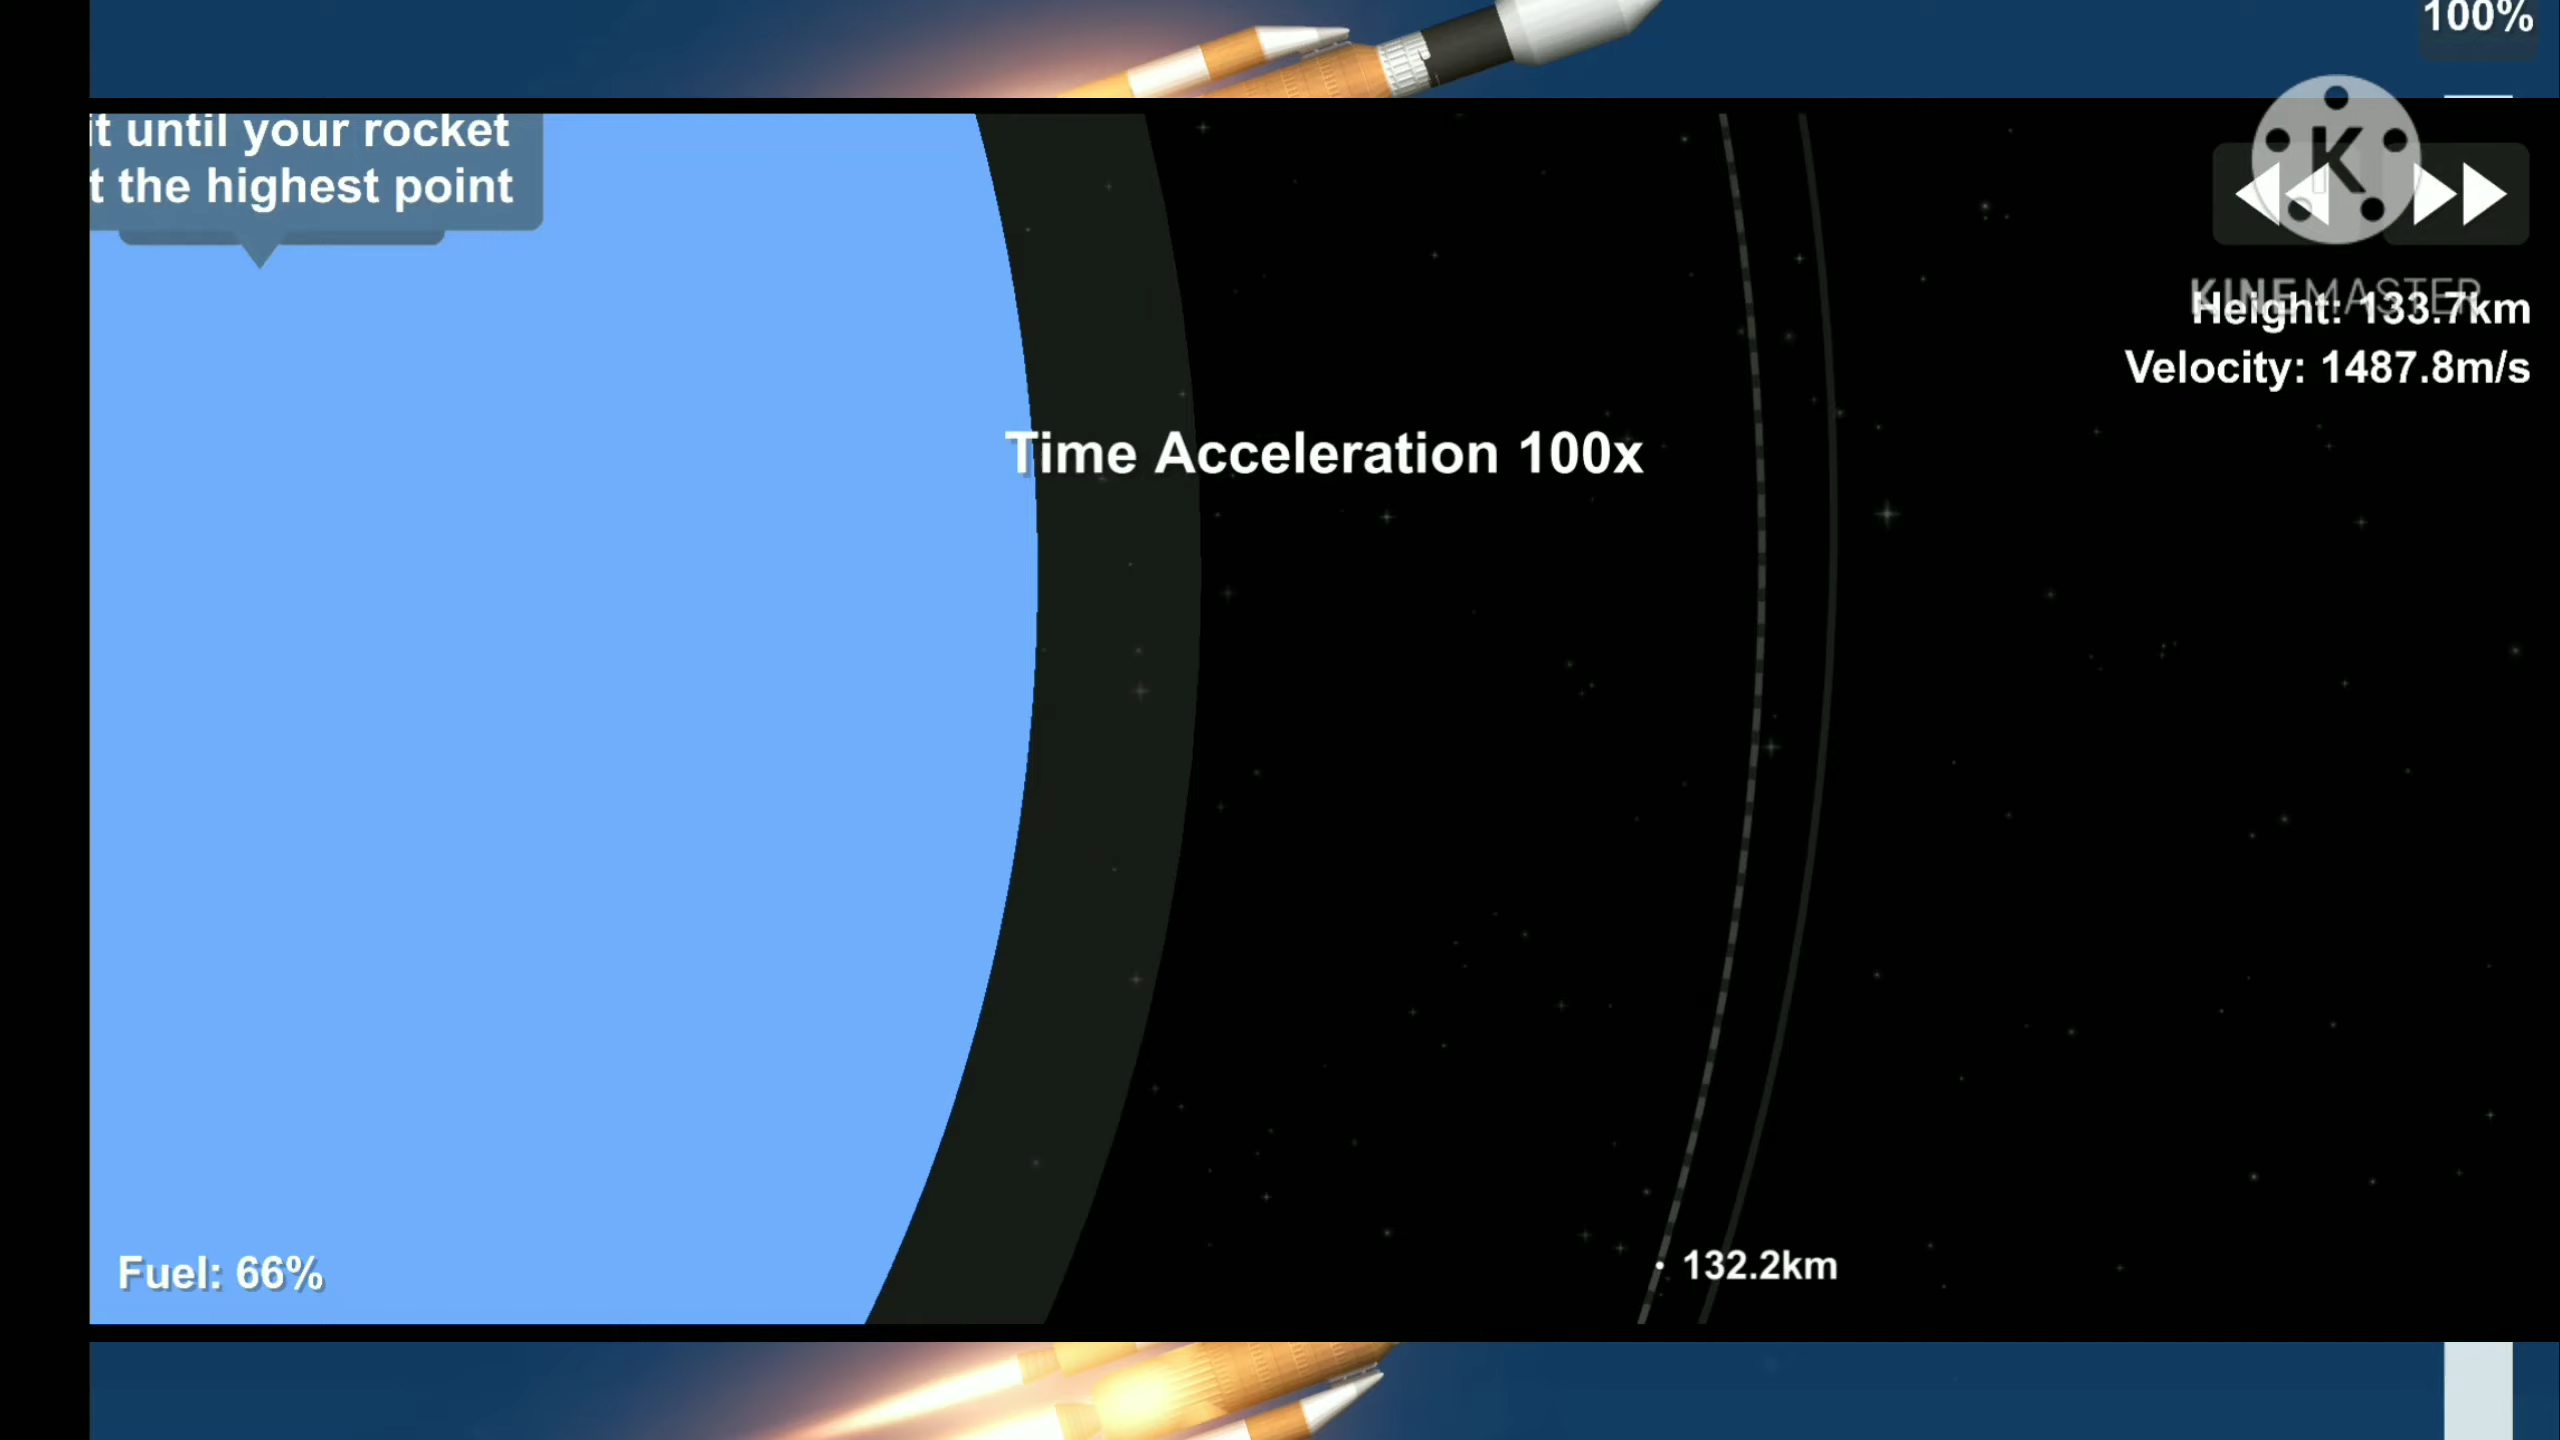 100%
it until your rocket
t the highest point
K
KINEMASTER
Height: 133.7km
Velocity: 1487.8m/s
Time Acceleration 100x
132.2km
Fuel: 66%